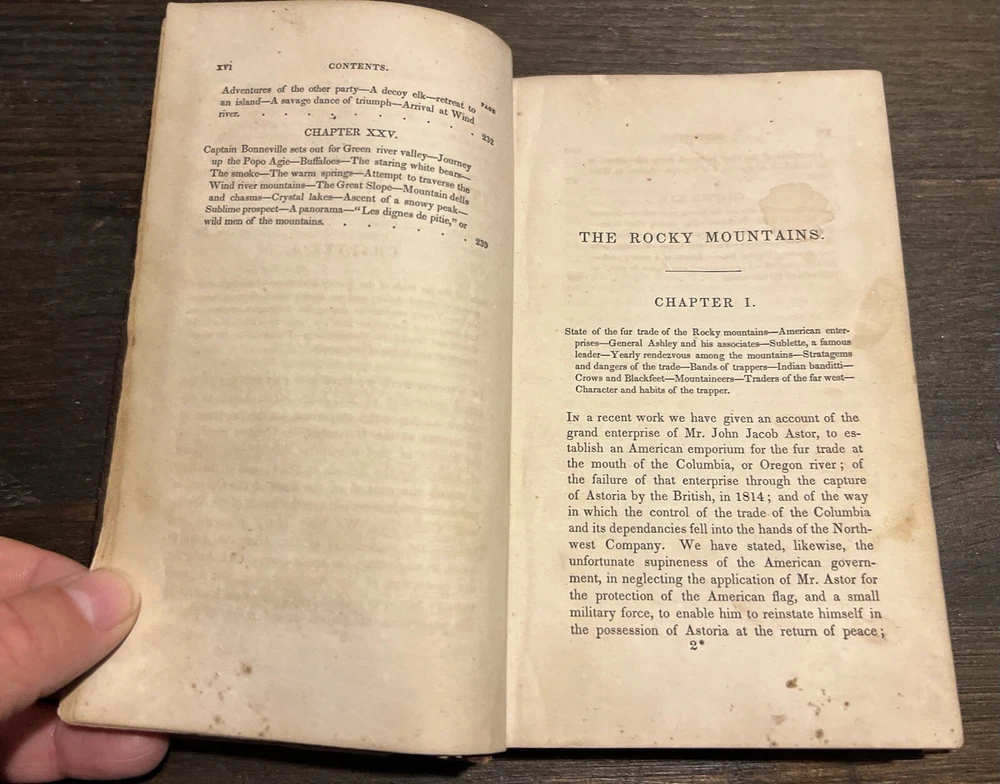 xvi CONTENTS.
PAGE
Adventures of the other party—A decoy elk—retreat to
an island—A savage dance of triumph—Arrival at Wind
river. . . . . . . . . 232
CHAPTER XXV.
Captain Bonneville sets out for Green river valley—Journey
up the Popo Agie—Buffaloes—The staring white bears—
The smoke—The warm springs—Attempt to traverse the
Wind river mountains—The Great Slope—Mountain dells
and chasms—Crystal lakes—Ascent of a snowy peak—
Sublime prospect—A panorama—"Les dignes de pitie," or
wild men of the mountains. . . . . . . 239
THE ROCKY MOUNTAINS.
CHAPTER I.
State of the fur trade of the Rocky mountains—American enter-
prises—General Ashley and his associates—Sublette, a famous
leader—Yearly rendezvous among the mountains—Stratagems
and dangers of the trade—Bands of trappers—Indian banditti—
Crows and Blackfeet—Mountaineers—Traders of the far west—
Character and habits of the trapper.
In a recent work we have given an account of the
grand enterprise of Mr. John Jacob Astor, to es-
tablish an American emporium for the fur trade at
the mouth of the Columbia, or Oregon river; of
the failure of that enterprise through the capture
of Astoria by the British, in 1814; and of the way
in which the control of the trade of the Columbia
and its dependancies fell into the hands of the North-
west Company. We have stated, likewise, the
unfortunate supineness of the American govern-
ment, in neglecting the application of Mr. Astor for
the protection of the American flag, and a small
military force, to enable him to reinstate himself in
the possession of Astoria at the return of peace;
2*